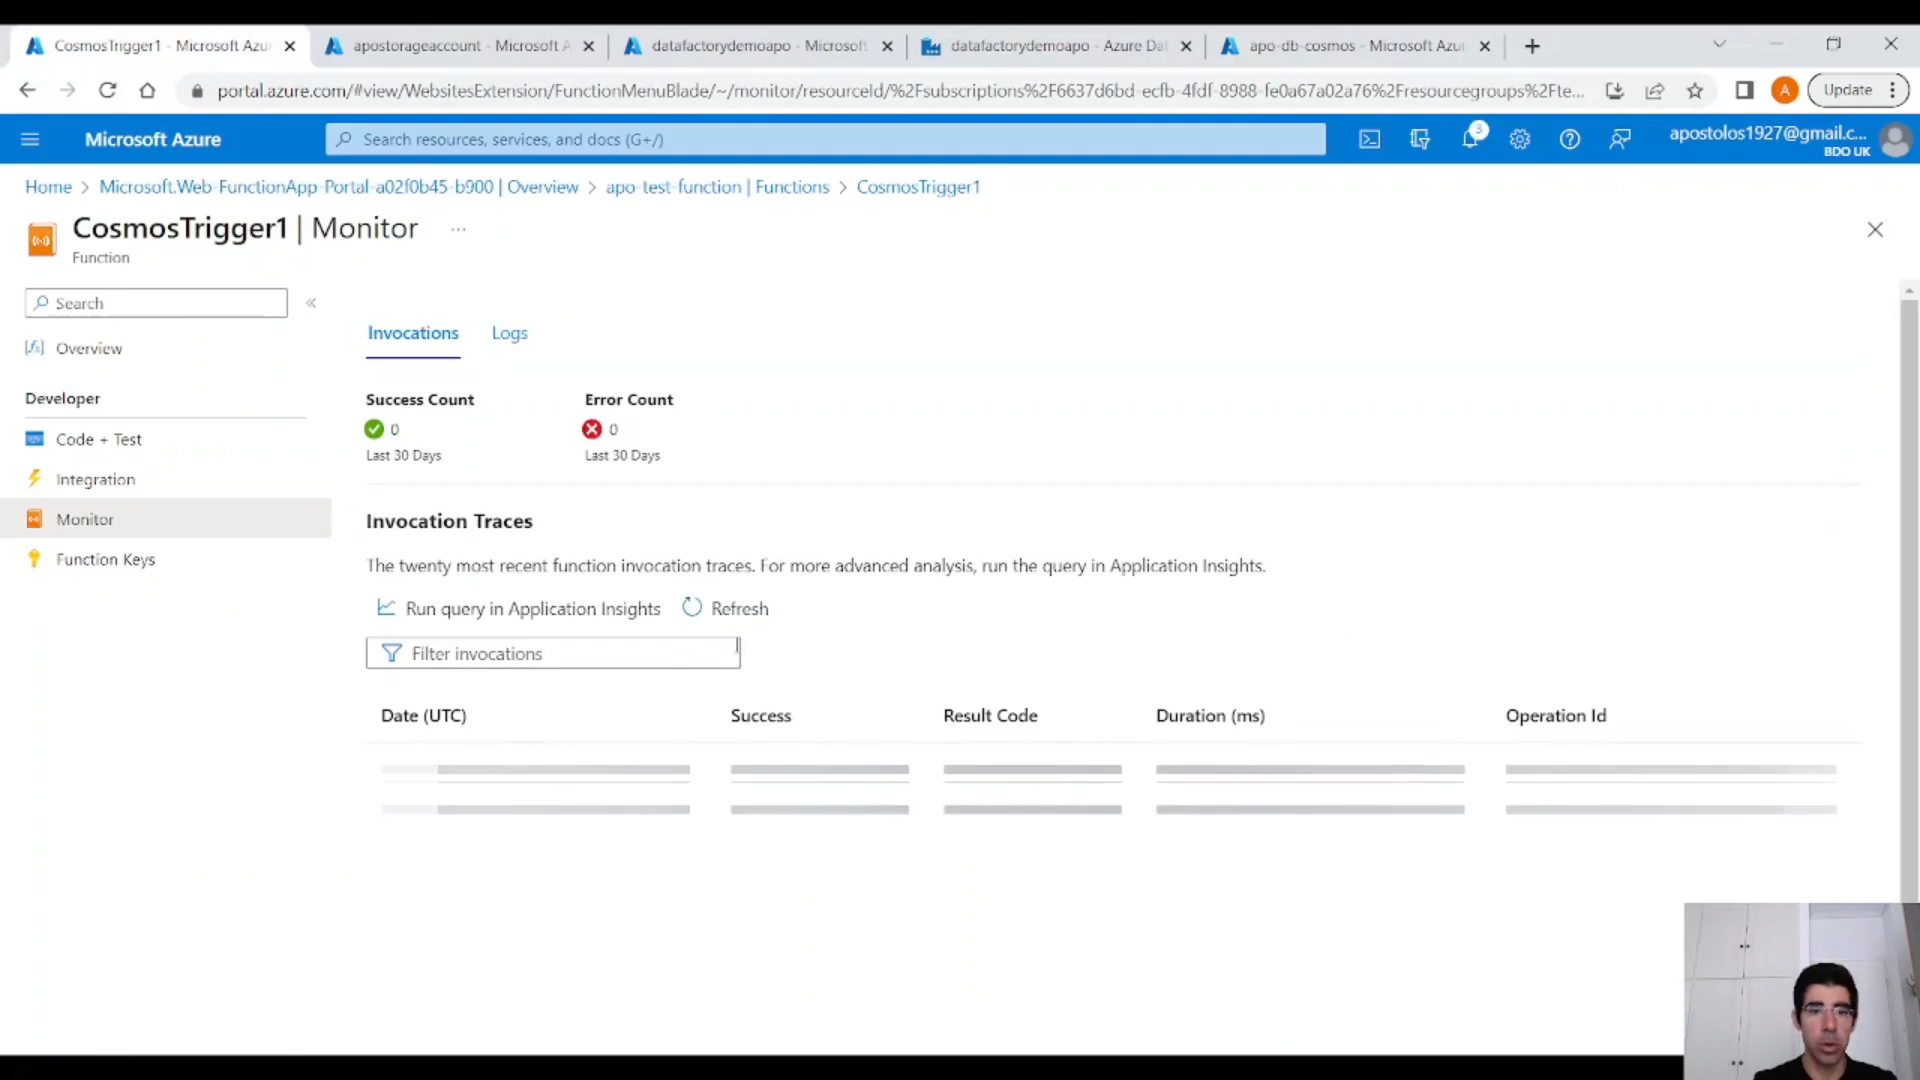 CosmosTrigger1 - Microsoft Azu
apostorageaccount - Microsoft A
datafactorydemoapo - Microsoft
datafactorydemoapo - Azure Dat
apo-db-cosmos - Microsoft Azur
portal.azure.com/#view/WebsitesExtension/FunctionMenuBlade/~/monitor/resourceId/%2Fsubscriptions%2F6637d6bd-ecfb-4fdf-8988-fe0a67a02a76%2Fresourcegroups%2Fte...
A
Update
Microsoft Azure
Search resources, services, and docs (G+/)
3
apostolos1927@gmail.c...
BDO UK
Home > Microsoft.Web-FunctionApp-Portal-a02f0b45-b900 | Overview > apo-test-function | Functions > CosmosTrigger1
CosmosTrigger1 | Monitor ...
Function
Search
«
Overview
Developer
Code + Test
Integration
Monitor
Function Keys
Invocations
Logs
Success Count
Error Count
0
0
Last 30 Days
Last 30 Days
Invocation Traces
The twenty most recent function invocation traces. For more advanced analysis, run the query in Application Insights.
Run query in Application Insights
Refresh
Filter invocations
Date (UTC)
Success
Result Code
Duration (ms)
Operation Id